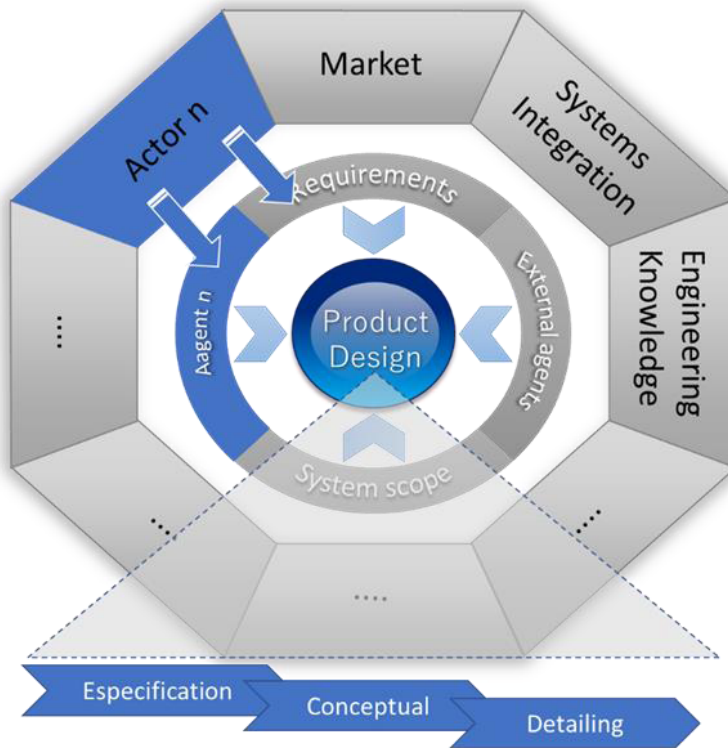 Market
Actor n
Systems
Integration
Requirements
Engineering
Knowledge
External agents
Aagent n
Product
Design
....
System scope
...
....
....
Especification
Conceptual
Detailing